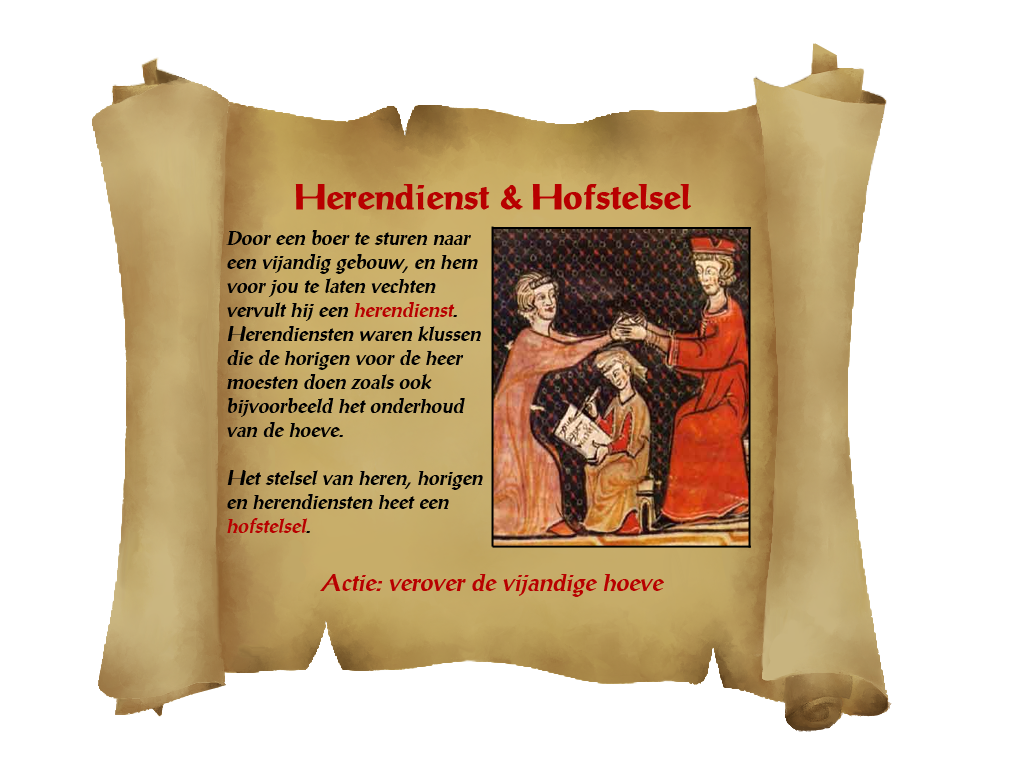 Herendienst & Hofstelsel
Door een boer te sturen naar
een vijandig gebouw, en hem
voor jou te laten vechten
vervult hij een herendienst.
Herendiensten waren klussen
die de horigen voor de heer
moesten doen zoals ook
bijvoorbeeld het onderhoud
van de hoeve.
Het stelsel van heren, horigen
en herendiensten heet een
hofstelsel.
Actie: verover de vijandige hoeve